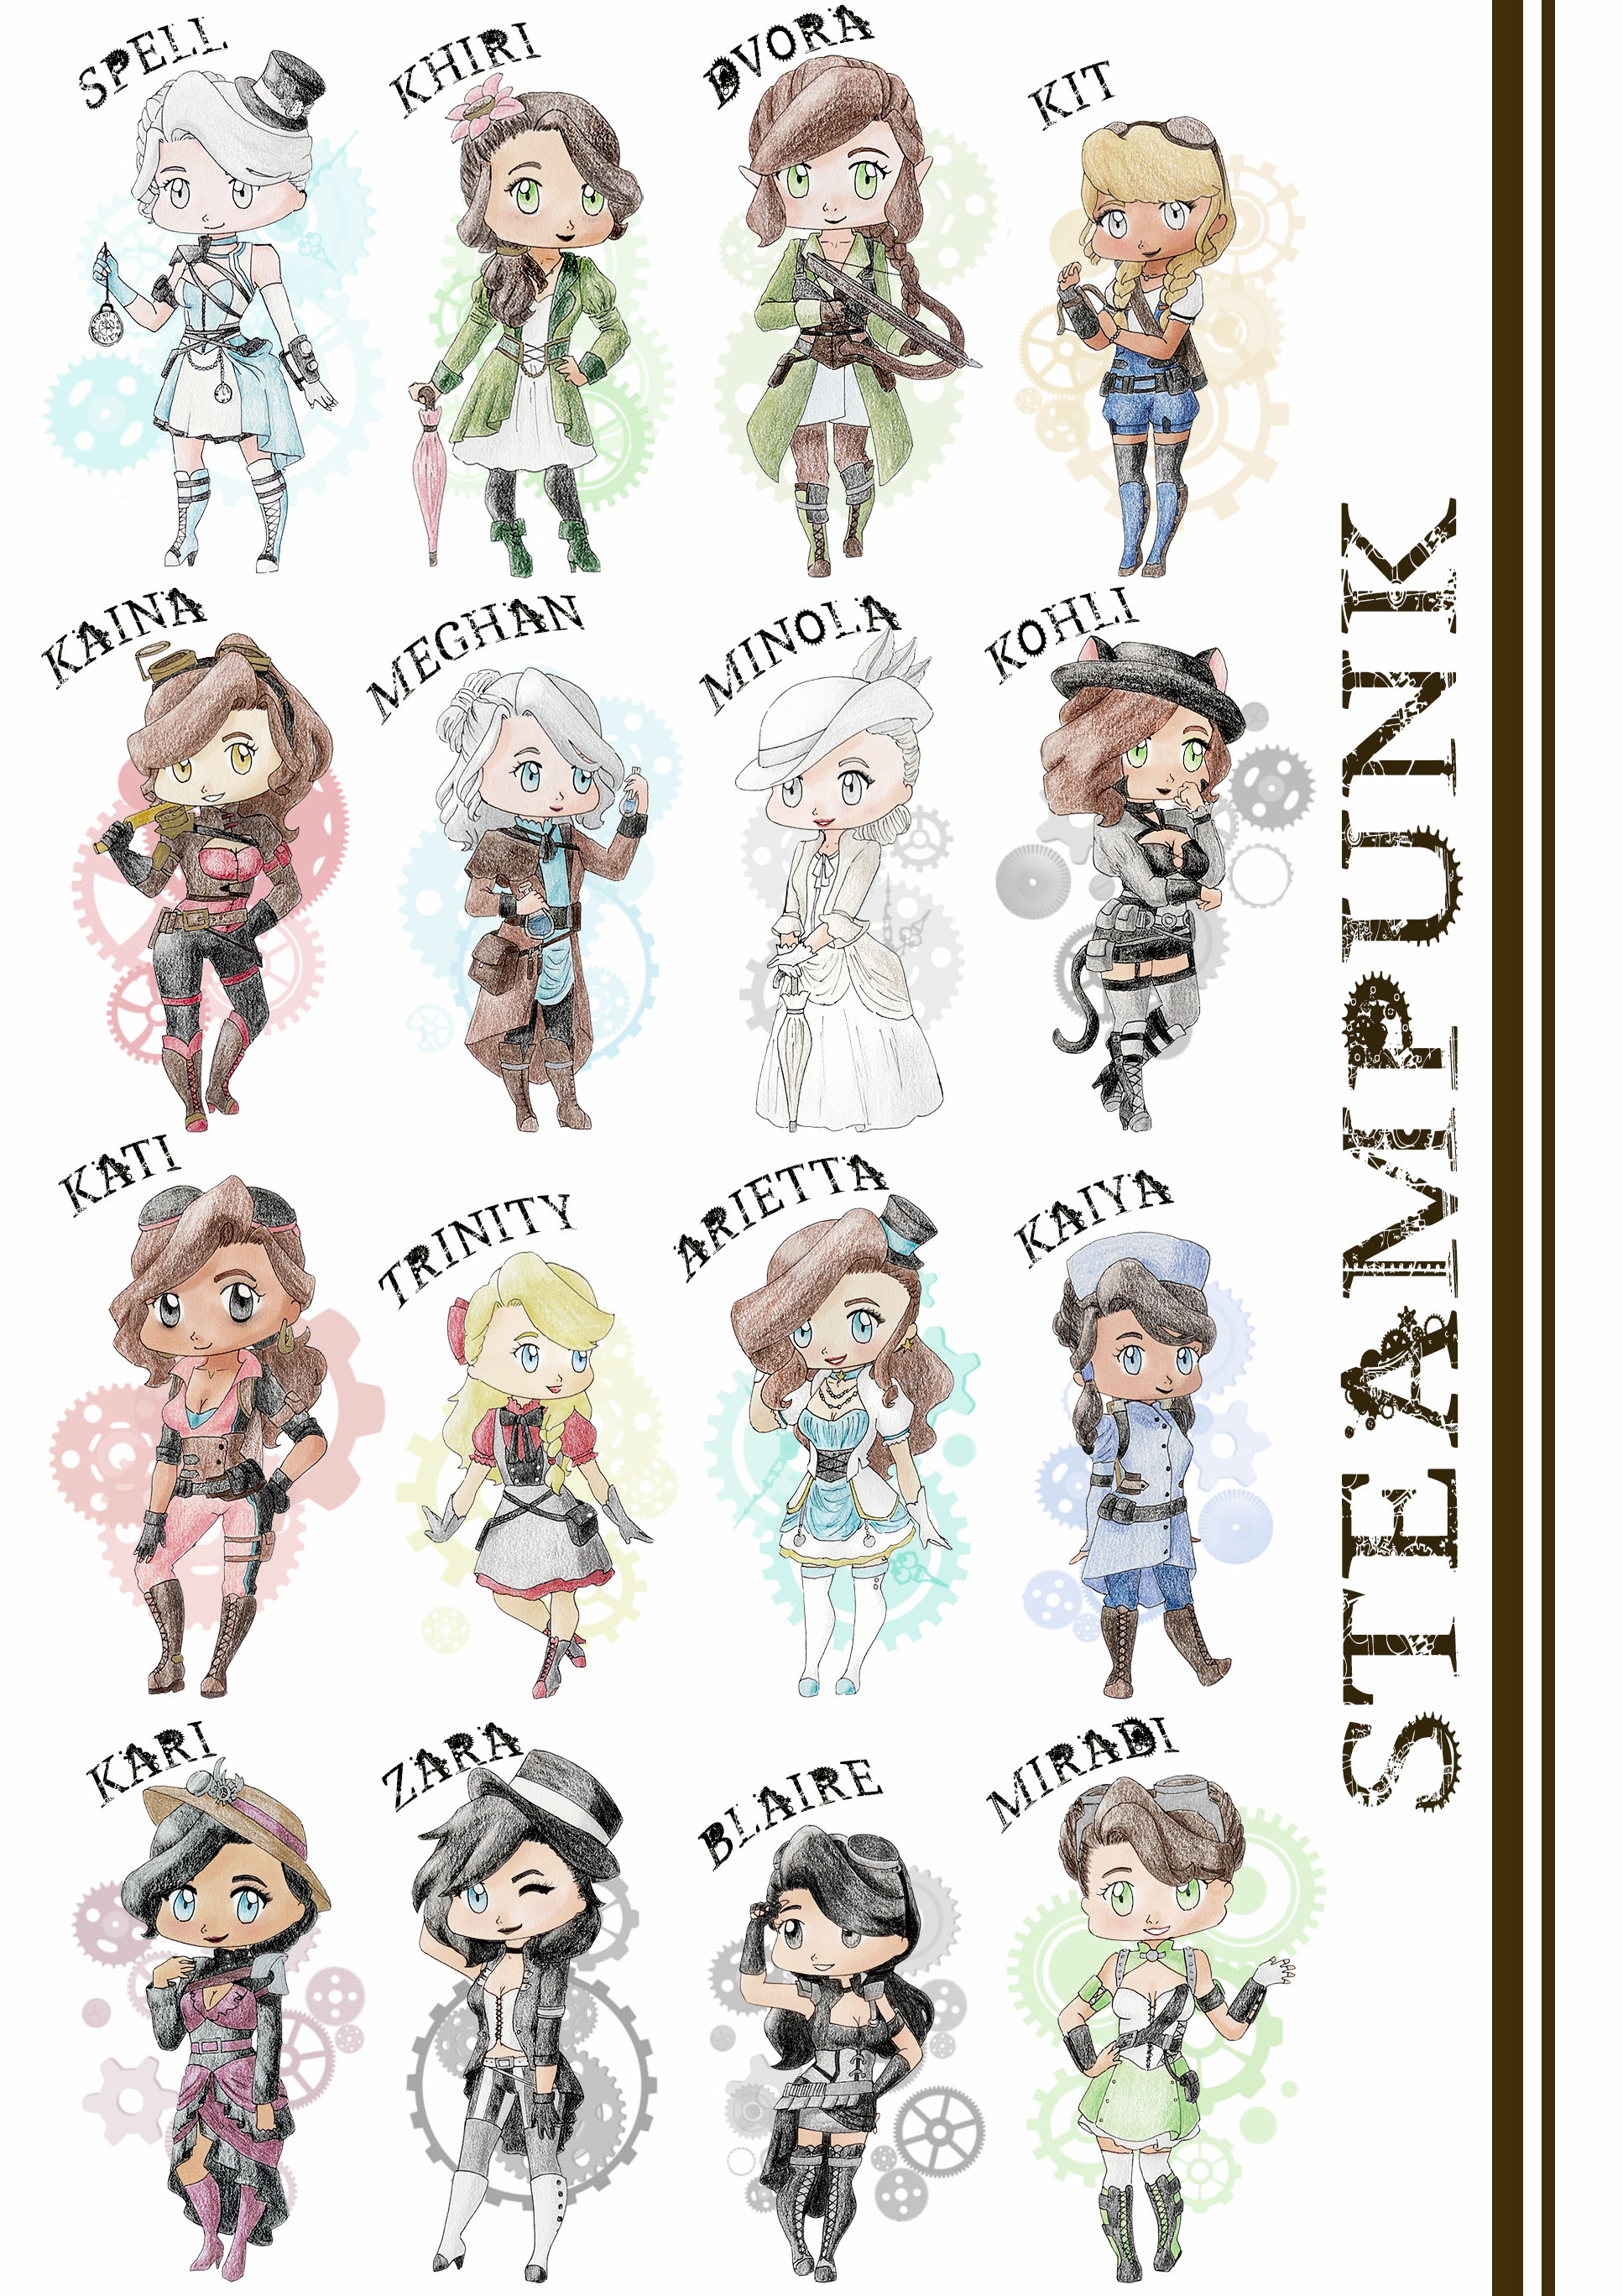 SPELL
KHIRI
DVORA
KIT
KAINA
MEGHAN
MINOLA
KOHLI
KATI
TRINITY
ARIETTA
KAIYA
KARI
ZARA
BLAIRE
MIRADI
STEAMPUNK